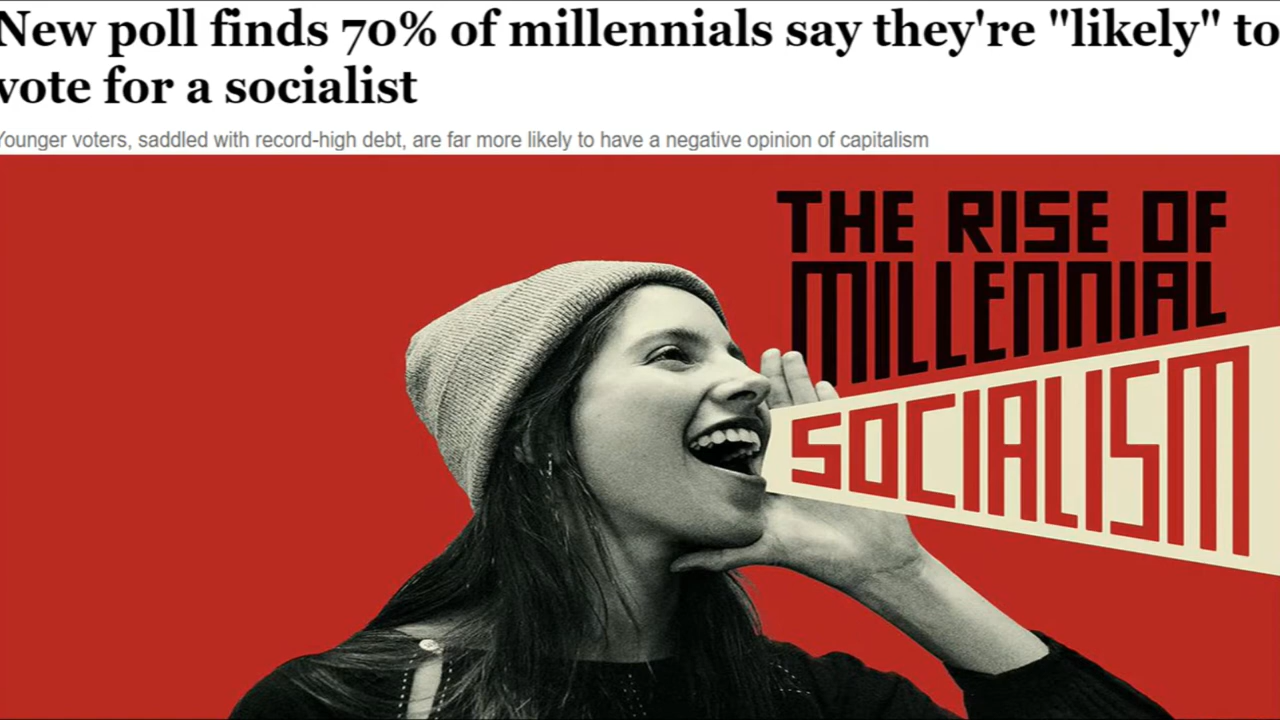 New poll finds 70% of millennials say they're "likely" to
vote for a socialist
Younger voters, saddled with record-high debt, are far more likely to have a negative opinion of capitalism
THE RISE OF
MILLENNIAL
SOCIALISM